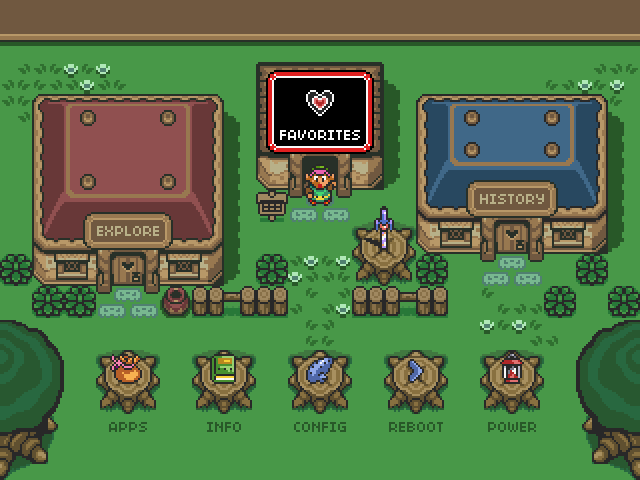 FAVORITES
HISTORY
EXPLORE
APPS
INFO
CONFIG
REBOOT
POWER